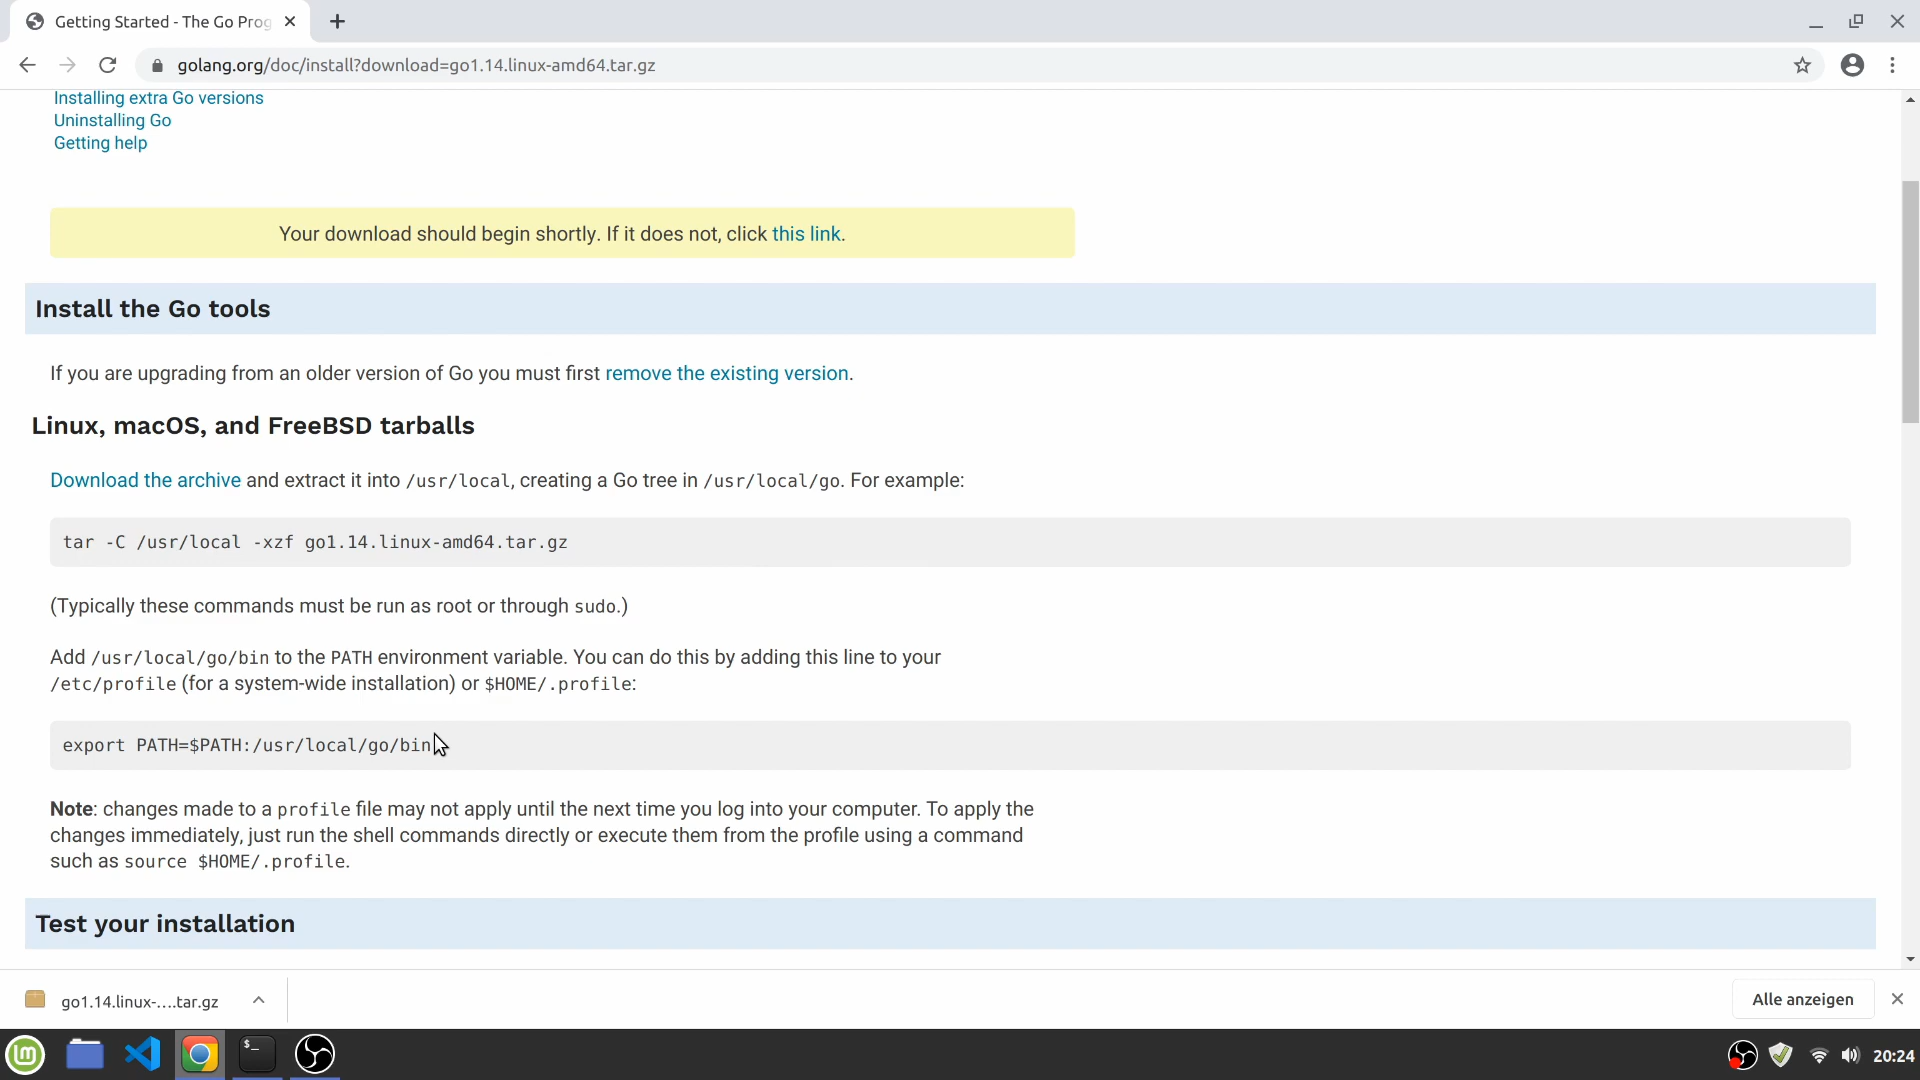 Getting Started - The Go Prog
golang.org/doc/install?download=go1.14.linux-amd64.tar.gz
Installing extra Go versions
Uninstalling Go
Getting help
Your download should begin shortly. If it does not, click this link.
Install the Go tools
If you are upgrading from an older version of Go you must first remove the existing version.
Linux, macOS, and FreeBSD tarballs
Download the archive and extract it into /usr/local, creating a Go tree in /usr/local/go. For example:
tar -C /usr/local -xzf go1.14.linux-amd64.tar.gz
(Typically these commands must be run as root or through sudo.)
Add /usr/local/go/bin to the PATH environment variable. You can do this by adding this line to your
/etc/profile (for a system-wide installation) or $HOME/.profile:
export PATH=$PATH:/usr/local/go/bin
Note: changes made to a profile file may not apply until the next time you log into your computer. To apply the
changes immediately, just run the shell commands directly or execute them from the profile using a command
such as source $HOME/.profile.
Test your installation
go1.14.linux-....tar.gz
Alle anzeigen
$_
20:24